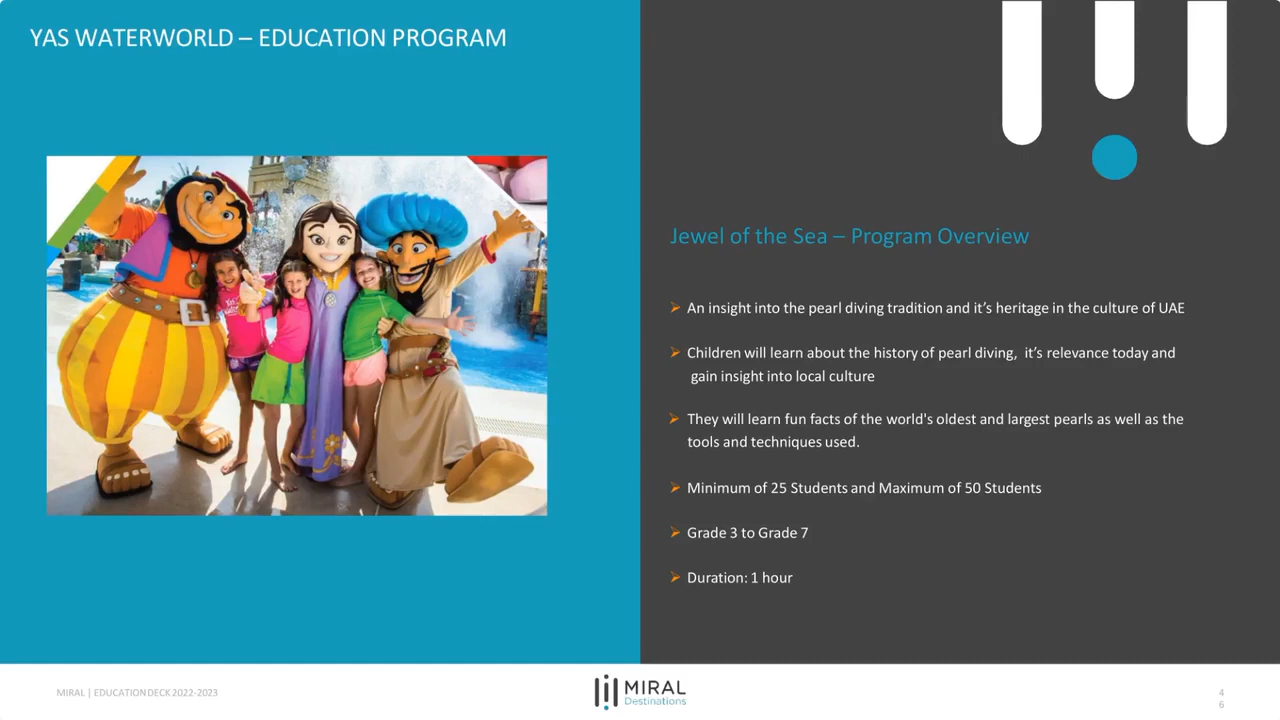 YAS WATERWORLD – EDUCATION PROGRAM
Jewel of the Sea – Program Overview
➢ An insight into the pearl diving tradition and it’s heritage in the culture of UAE
➢ Children will learn about the history of pearl diving, it’s relevance today and
gain insight into local culture
➢ They will learn fun facts of the world's oldest and largest pearls as well as the
tools and techniques used.
➢ Minimum of 25 Students and Maximum of 50 Students
➢ Grade 3 to Grade 7
➢ Duration: 1 hour
MIRAL | EDUCATION DECK 2022-2023
MIRAL
Destinations
4
6